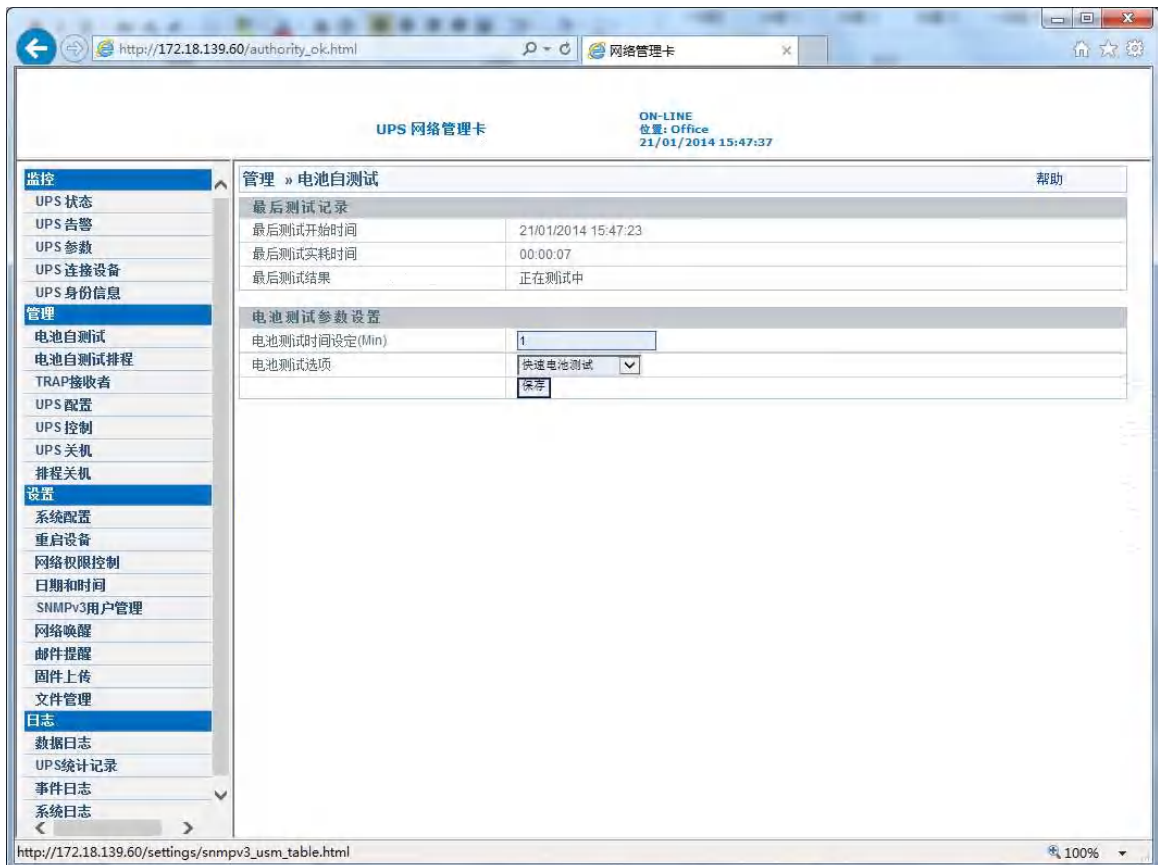 http://172.18.139.60/authority_ok.html
网络管理卡
UPS 网络管理卡
ON-LINE
位置: Office
21/01/2014 15:47:37
监控
UPS 状态
UPS 告警
UPS 参数
UPS 连接设备
UPS 身份信息
管理
电池自测试
电池自测试排程
TRAP接收者
UPS 配置
UPS 控制
UPS 关机
排程关机
设置
系统配置
重启设备
网络权限控制
日期和时间
SNMPv3用户管理
网络唤醒
邮件提醒
固件上传
文件管理
日志
数据日志
UPS统计记录
事件日志
系统日志
管理 » 电池自测试 帮助
最后测试记录
最后测试开始时间 21/01/2014 15:47:23
最后测试实耗时间 00:00:07
最后测试结果 正在测试中
电池测试参数设置
电池测试时间设定(Min) 1
电池测试选项 快速电池测试
保存
http://172.18.139.60/settings/snmpv3_usm_table.html
100%